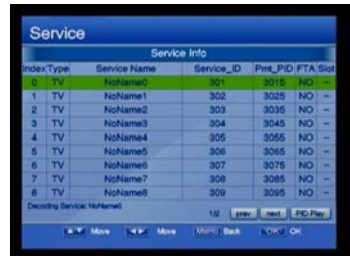 Service
Service Info
Index Type Service Name Service_ID Pmt_PID FTA Slot
0 TV NoName0 301 3015 NO --
1 TV NoName1 302 3025 NO --
2 TV NoName2 303 3035 NO --
3 TV NoName3 304 3045 NO --
4 TV NoName4 305 3055 NO --
5 TV NoName5 306 3065 NO --
6 TV NoName6 307 3075 NO --
7 TV NoName7 308 3085 NO --
8 TV NoName8 309 3095 NO --
Decoding Service: NoName0
1/2 prev next PID Play
Move Move Menu Back OK OK